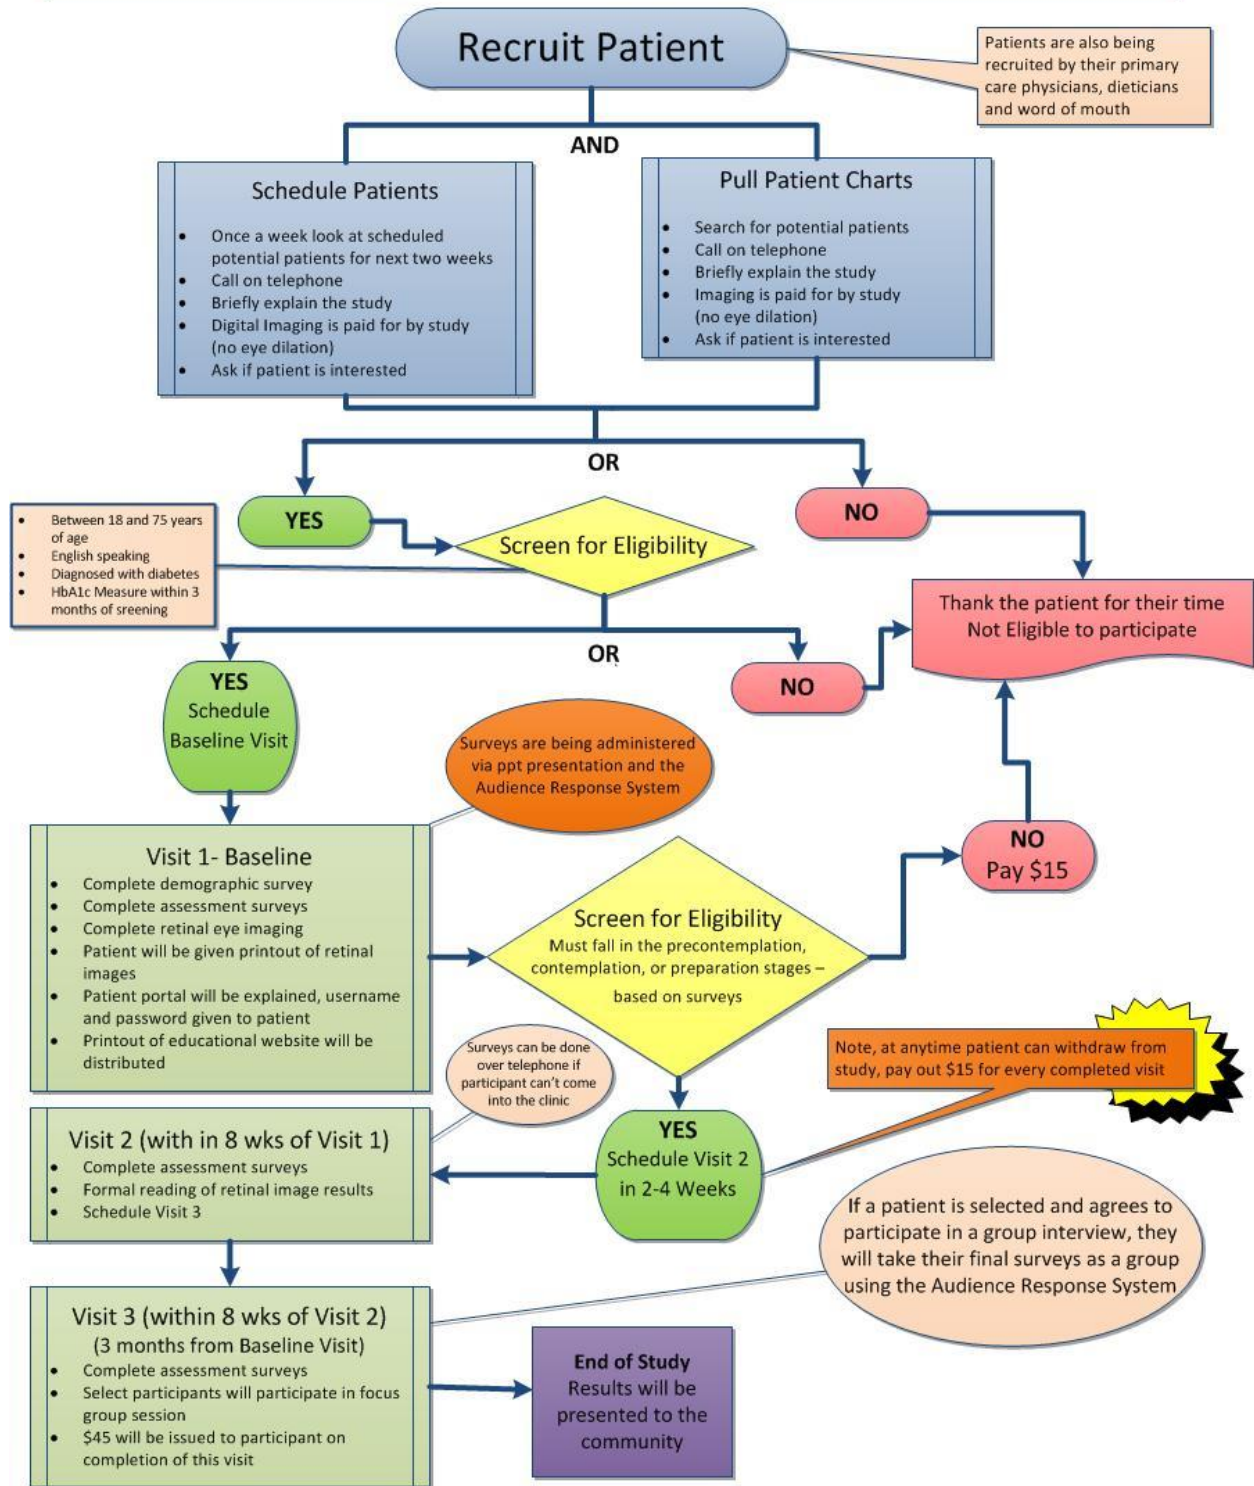 Recruit Patient
Patients are also being
recruited by their primary
care physicians, dieticians
and word of mouth
AND
Schedule Patients
• Once a week look at scheduled
potential patients for next two weeks
• Call on telephone
• Briefly explain the study
• Digital Imaging is paid for by study
(no eye dilation)
• Ask if patient is interested
Pull Patient Charts
• Search for potential patients
• Call on telephone
• Briefly explain the study
• Imaging is paid for by study
(no eye dilation)
• Ask if patient is interested
OR
YES
NO
• Between 18 and 75 years
of age
• English speaking
• Diagnosed with diabetes
• HbA1c Measure within 3
months of sreening
Screen for Eligibility
Thank the patient for their time
Not Eligible to participate
OR
YES
Schedule
Baseline Visit
NO
Surveys are being administered
via ppt presentation and the
Audience Response System
NO
Pay $15
Visit 1- Baseline
• Complete demographic survey
• Complete assessment surveys
• Complete retinal eye imaging
• Patient will be given printout of retinal
images
• Patient portal will be explained, username
and password given to patient
• Printout of educational website will be
distributed
Screen for Eligibility
Must fall in the precontemplation,
contemplation, or preparation stages –
based on surveys
Surveys can be done
over telephone if
participant can't come
into the clinic
Note, at anytime patient can withdraw from
study, pay out $15 for every completed visit
YES
Schedule Visit 2
in 2-4 Weeks
Visit 2 (with in 8 wks of Visit 1)
• Complete assessment surveys
• Formal reading of retinal image results
• Schedule Visit 3
If a patient is selected and agrees to
participate in a group interview, they
will take their final surveys as a group
using the Audience Response System
Visit 3 (within 8 wks of Visit 2)
(3 months from Baseline Visit)
• Complete assessment surveys
• Select participants will participate in focus
group session
• $45 will be issued to participant on
completion of this visit
End of Study
Results will be
presented to the
community